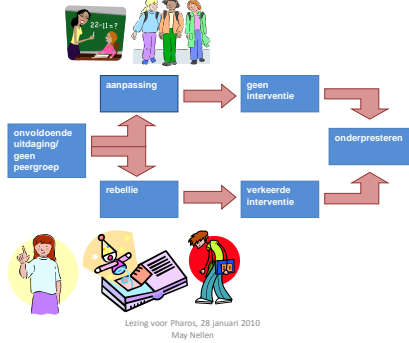 22-11=?
aanpassing
geen
interventie
onvoldoende
uitdaging/
geen
peergroep
onderpresteren
rebellie
verkeerde
interventie
Lezing voor Pharos, 28 januari 2010
May Nellen